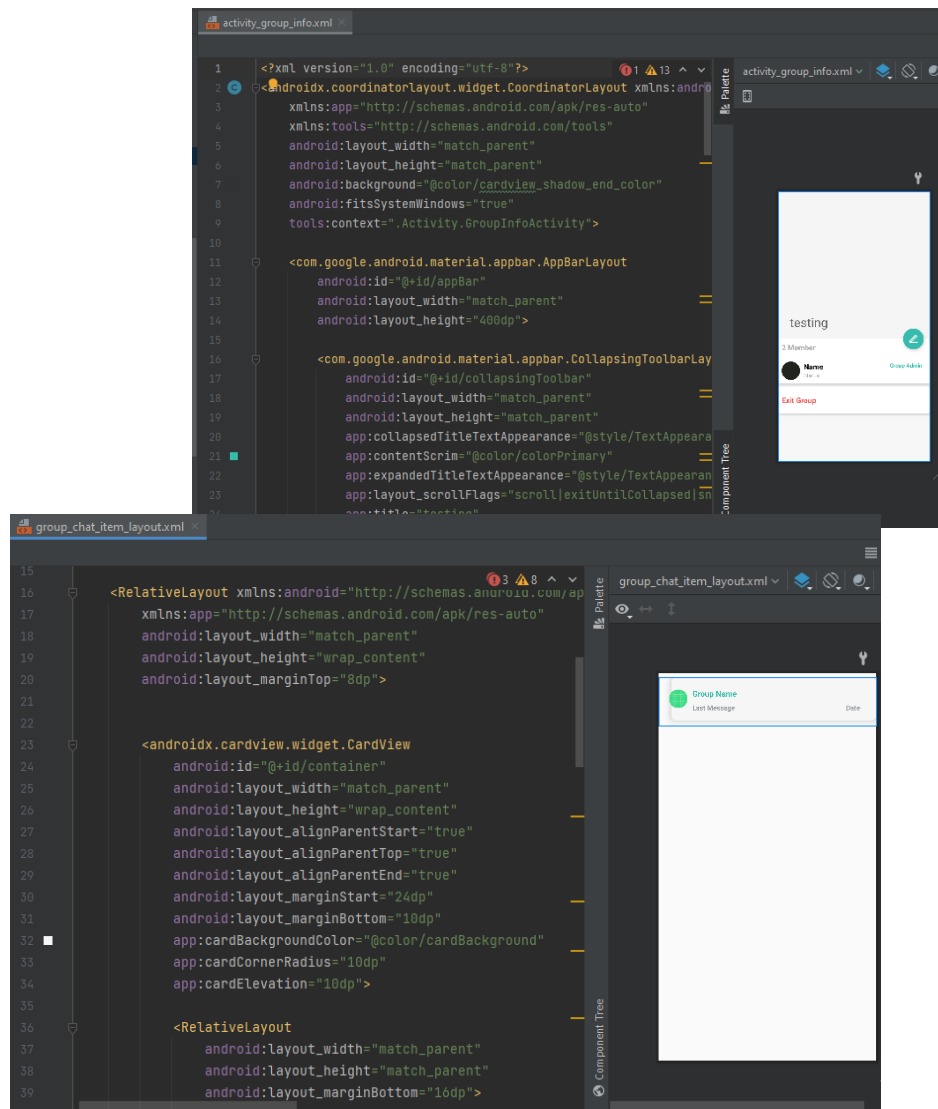 activity_group_info.xml
1 <?xml version="1.0" encoding="utf-8"?> 1 13
2 <androidx.coordinatorlayout.widget.CoordinatorLayout xmlns:andro
3 xmlns:app="http://schemas.android.com/apk/res-auto"
4 xmlns:tools="http://schemas.android.com/tools"
5 android:layout_width="match_parent"
6 android:layout_height="match_parent"
7 android:background="@color/cardview_shadow_end_color"
8 android:fitsSystemWindows="true"
9 tools:context=".Activity.GroupInfoActivity">
10
11 <com.google.android.material.appbar.AppBarLayout
12 android:id="@+id/appBar"
13 android:layout_width="match_parent"
14 android:layout_height="400dp">
15
16 <com.google.android.material.appbar.CollapsingToolbarLay
17 android:id="@+id/collapsingToolbar"
18 android:layout_width="match_parent"
19 android:layout_height="match_parent"
20 app:collapsedTitleTextAppearance="@style/TextAppeara
21 app:contentScrim="@color/colorPrimary"
22 app:expandedTitleTextAppearance="@style/TextAppearan
23 app:layout_scrollFlags="scroll|exitUntilCollapsed|sn
app:title="testing"
Palette
Component Tree
activity_group_info.xml
testing
2 Member
Name
Group Admin
Exit Group
group_chat_item_layout.xml
15
3 8
16 <RelativeLayout xmlns:android="http://schemas.android.com/ap
17 xmlns:app="http://schemas.android.com/apk/res-auto"
18 android:layout_width="match_parent"
19 android:layout_height="wrap_content"
20 android:layout_marginTop="8dp">
21
22
23 <androidx.cardview.widget.CardView
24 android:id="@+id/container"
25 android:layout_width="match_parent"
26 android:layout_height="wrap_content"
27 android:layout_alignParentStart="true"
28 android:layout_alignParentTop="true"
29 android:layout_alignParentEnd="true"
30 android:layout_marginStart="24dp"
31 android:layout_marginBottom="10dp"
32 app:cardBackgroundColor="@color/cardBackground"
33 app:cardCornerRadius="10dp"
34 app:cardElevation="10dp">
35
36 <RelativeLayout
37 android:layout_width="match_parent"
38 android:layout_height="match_parent"
39 android:layout_marginBottom="16dp">
Palette
Component Tree
group_chat_item_layout.xml
Group Name
Last Message Date